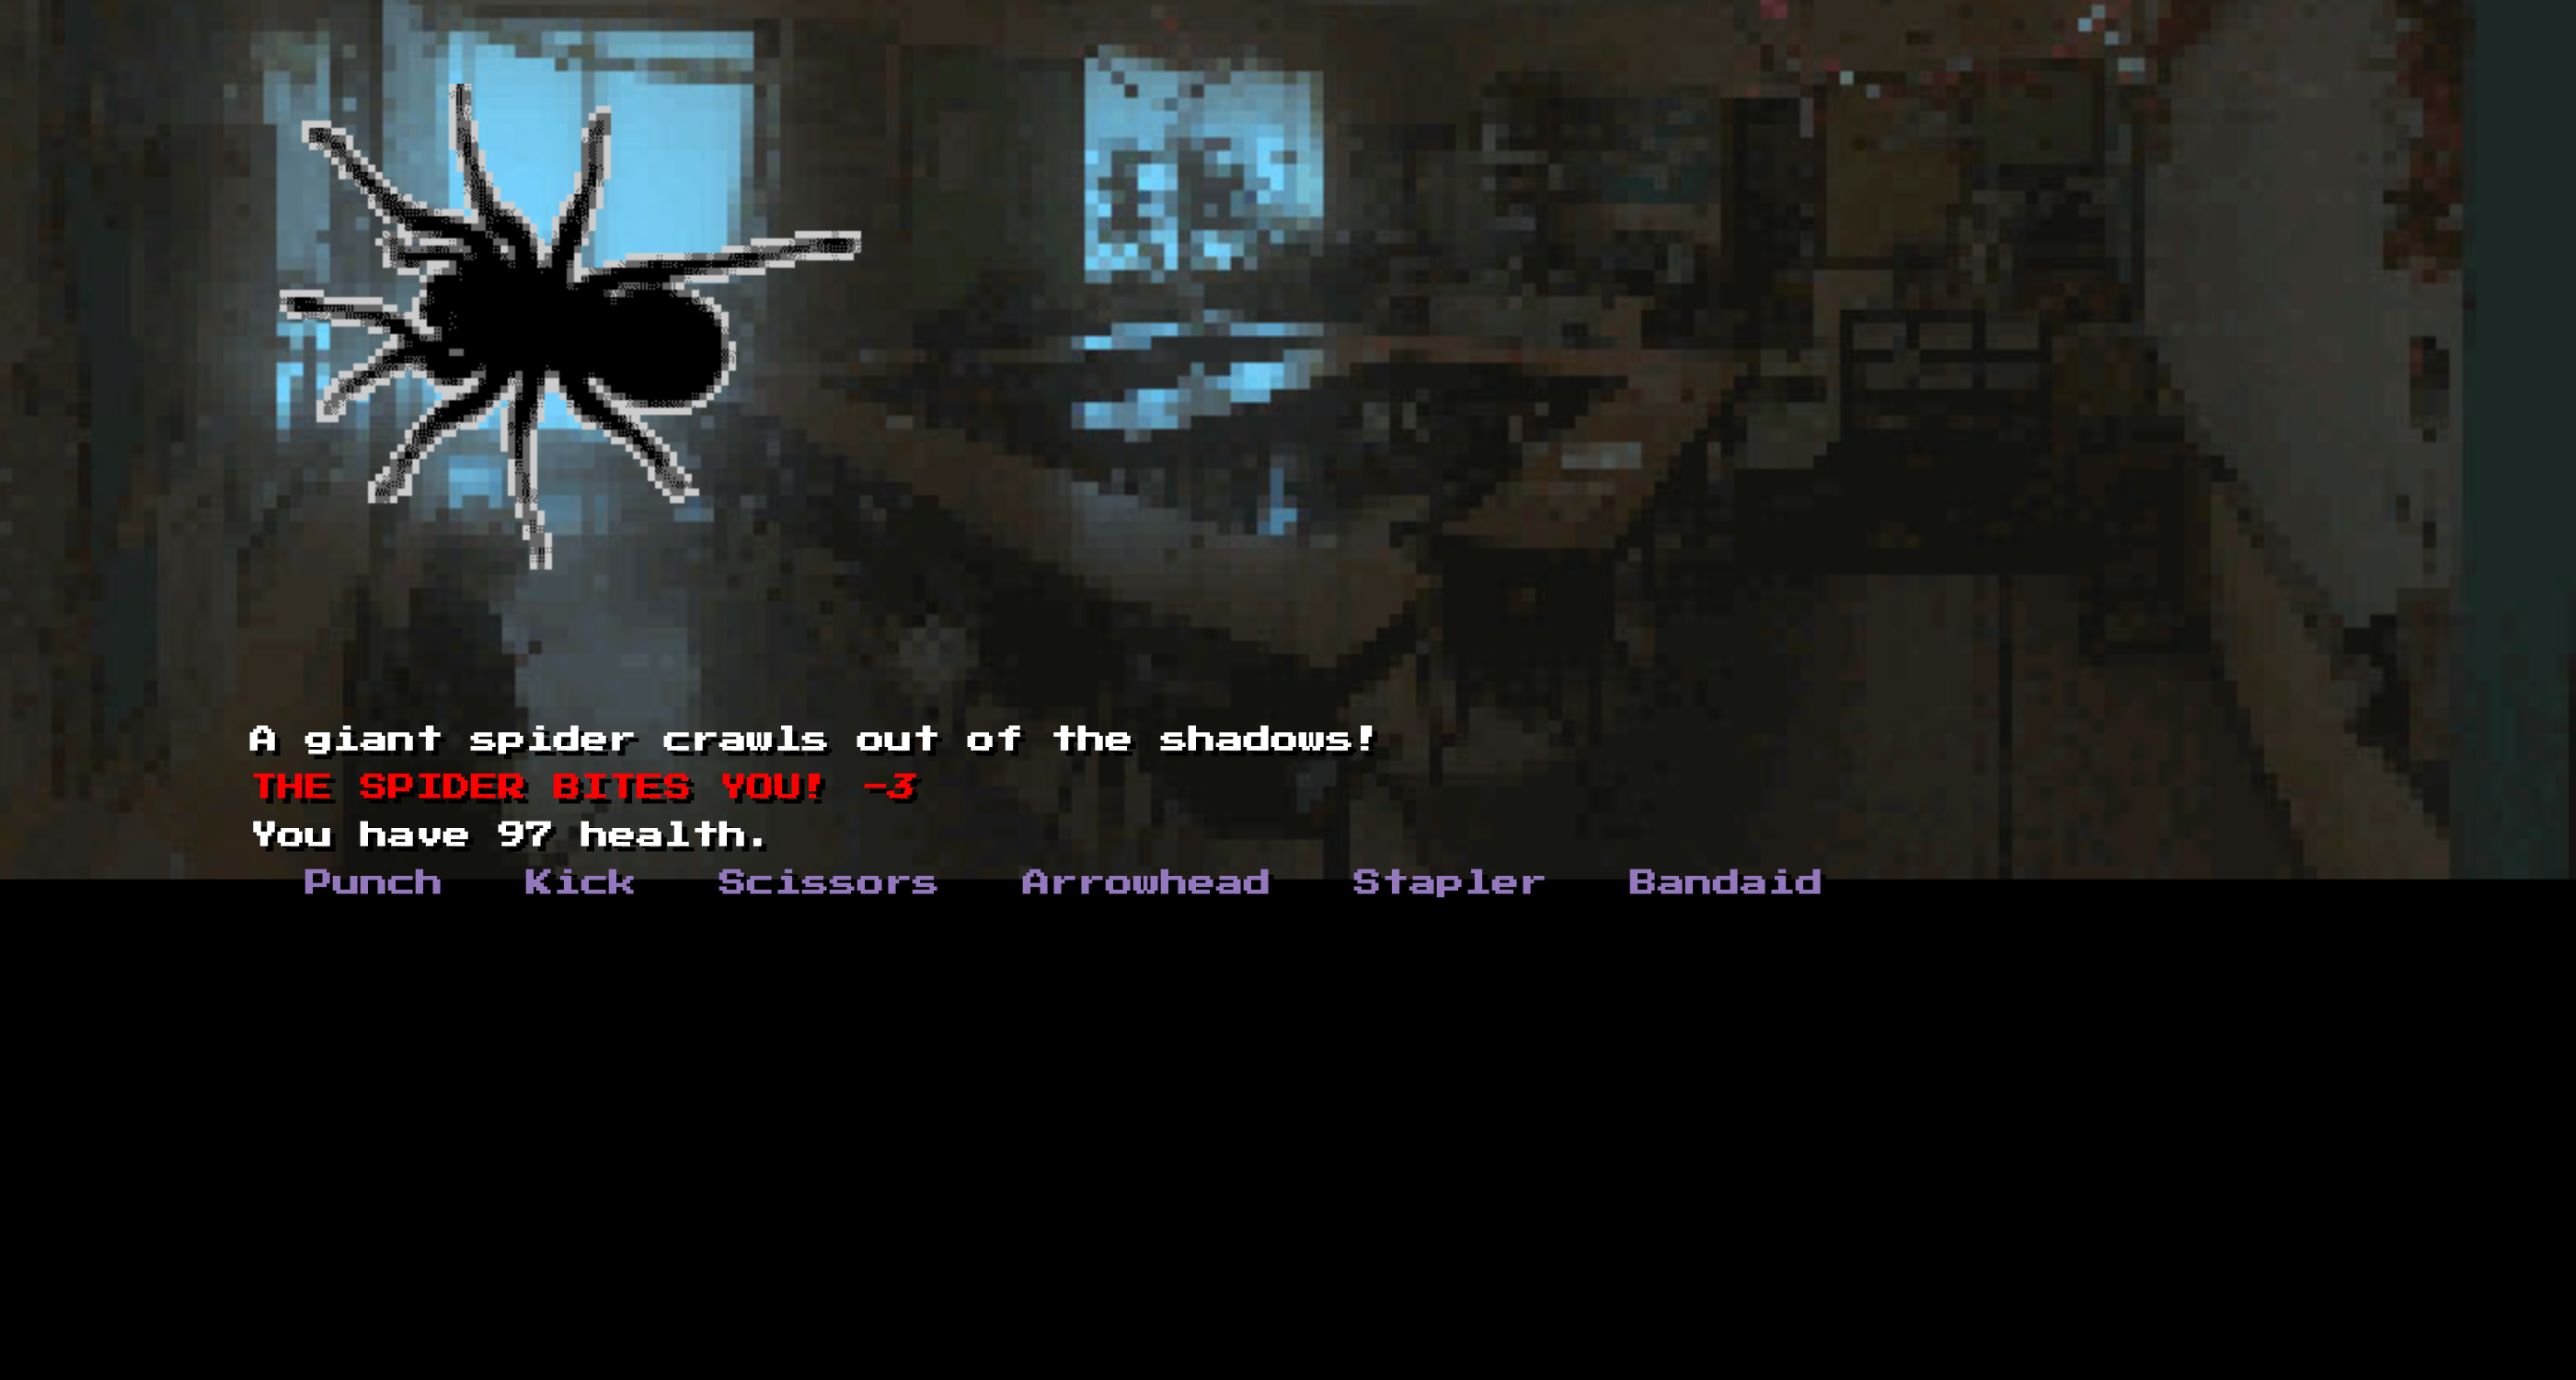 A giant spider crawls out of the shadows!
THE SPIDER BITES YOU! -3
You have 97 health.
Punch Kick Scissors Arrowhead Stapler Bandaid